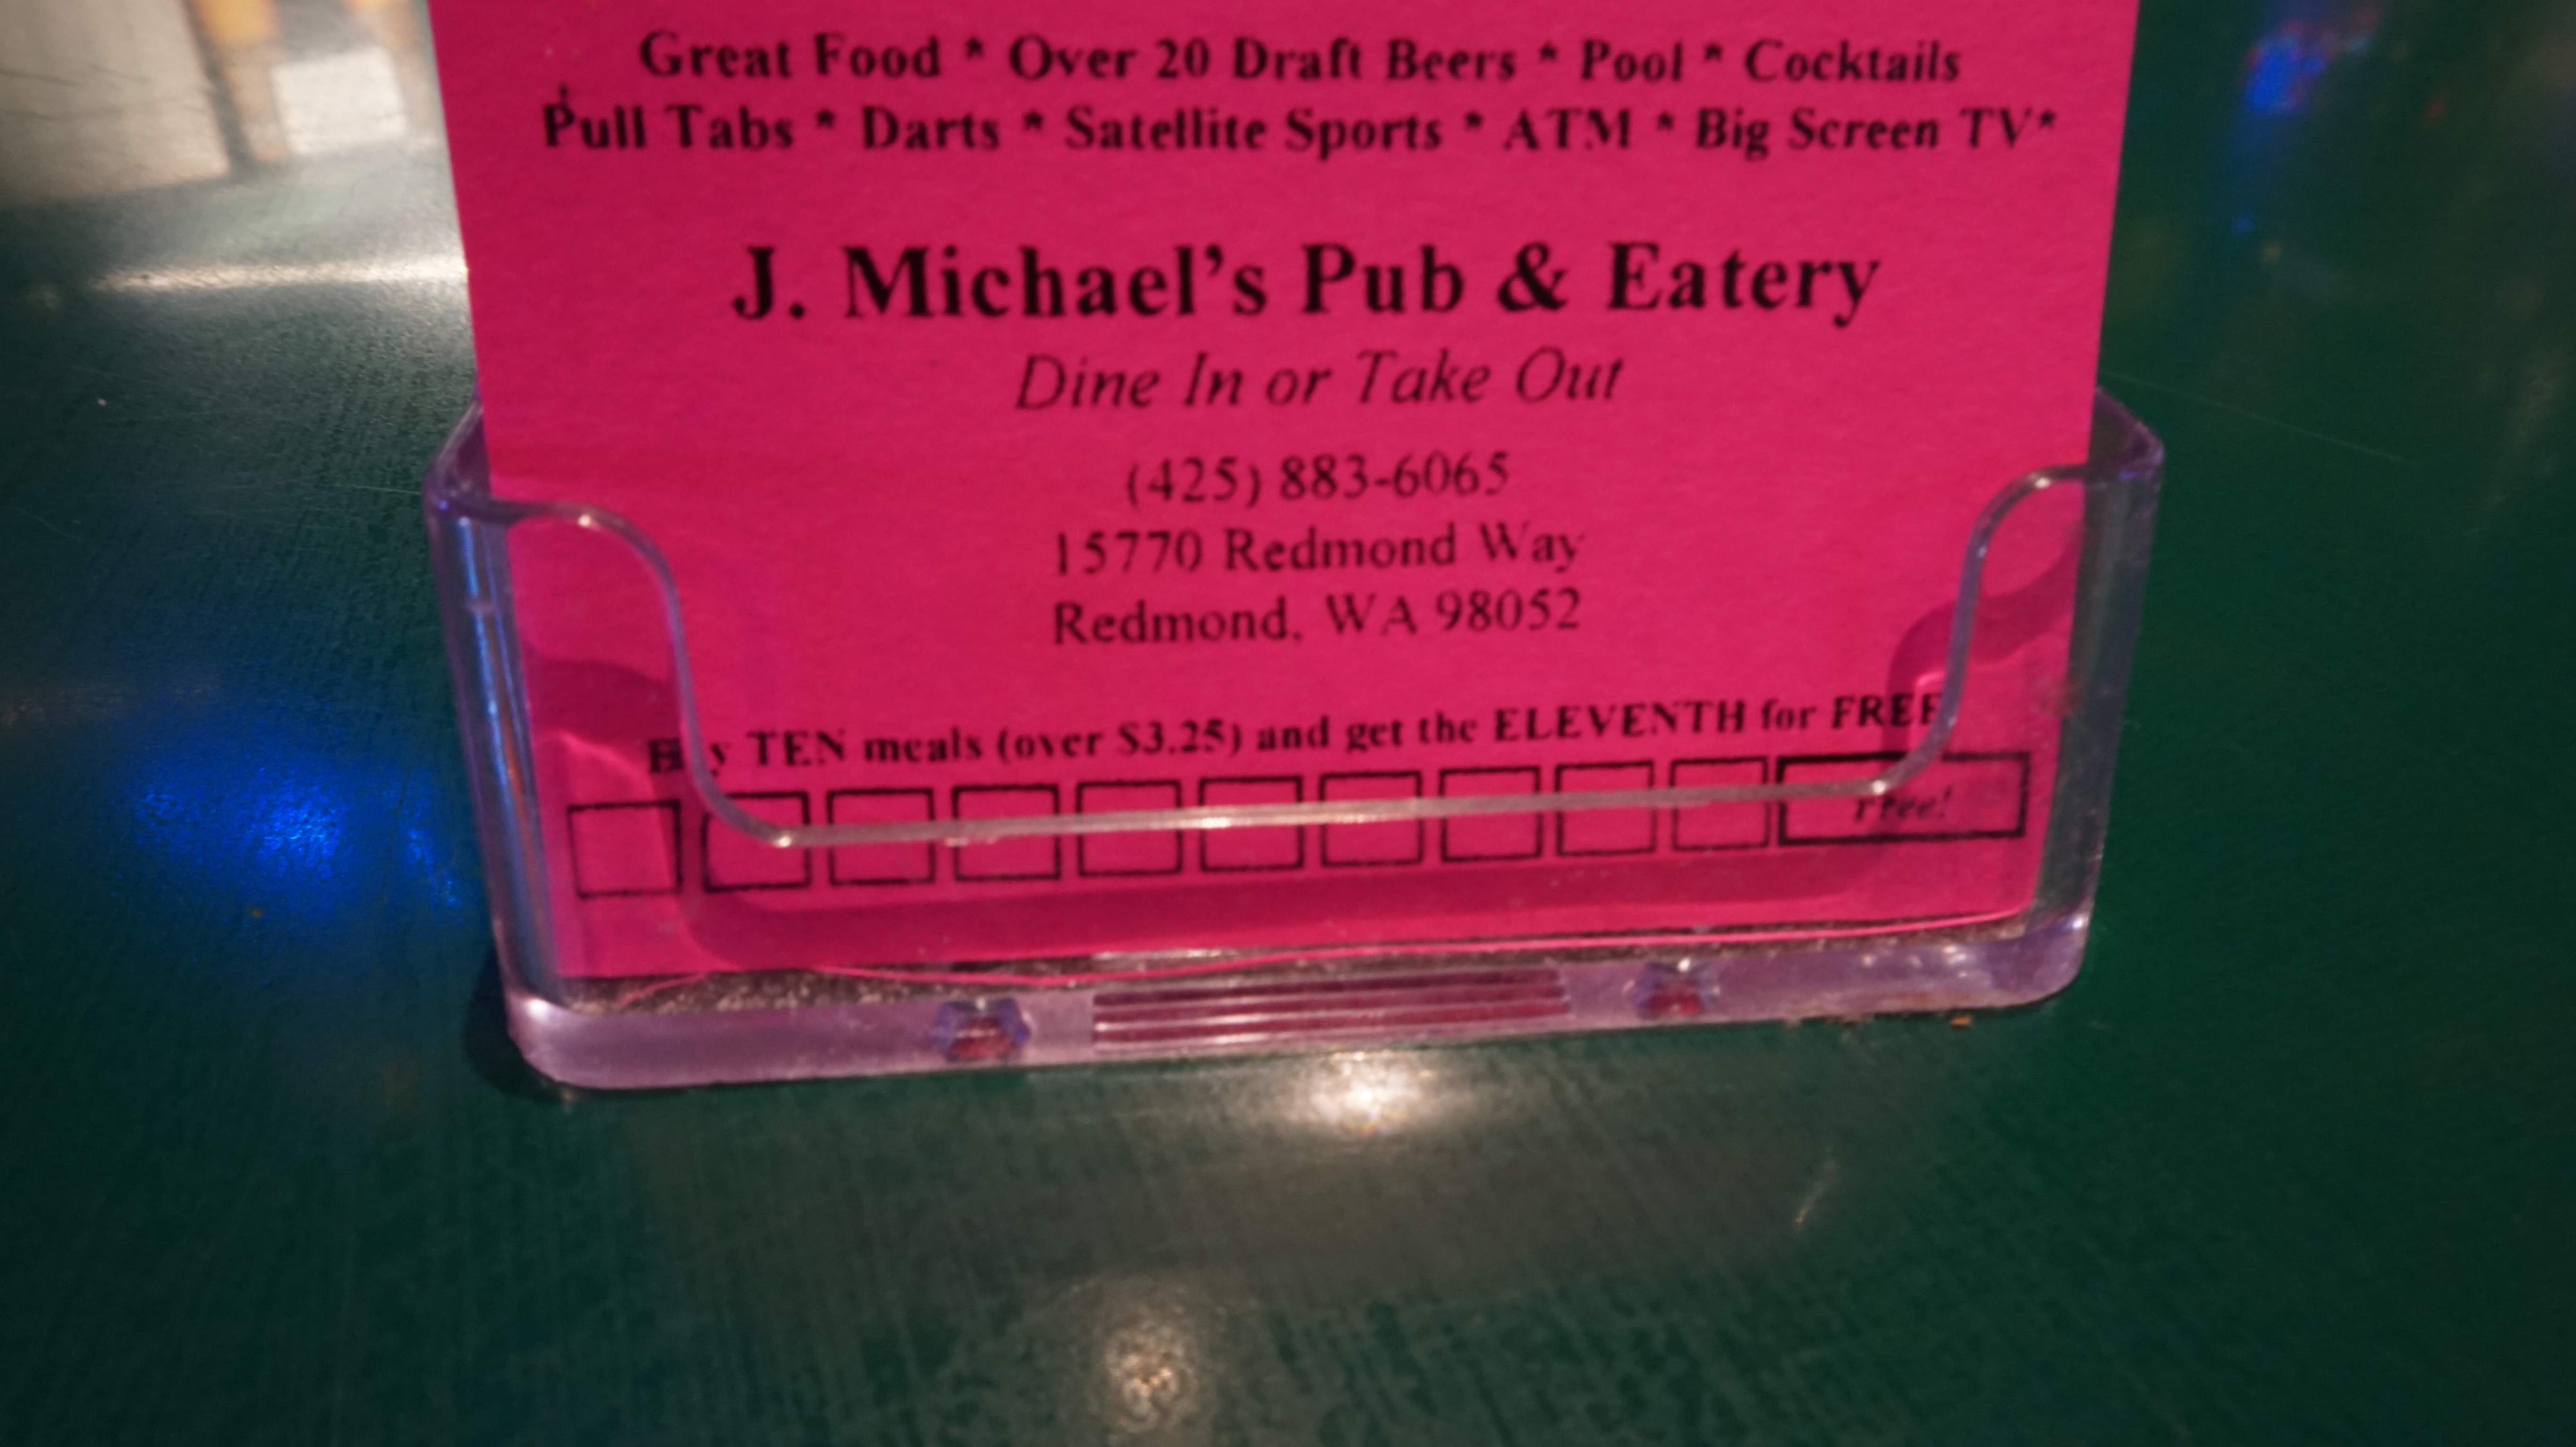 Great Food * Over 20 Draft Beers * Pool * Cocktails
Pull Tabs * Darts * Satellite Sports * ATM * Big Screen TV*
J. Michael's Pub & Eatery
Dine In or Take Out
(425) 883-6065
15770 Redmond Way
Redmond, WA 98052
Buy TEN meals (over $3.25) and get the ELEVENTH for FREE
Free!